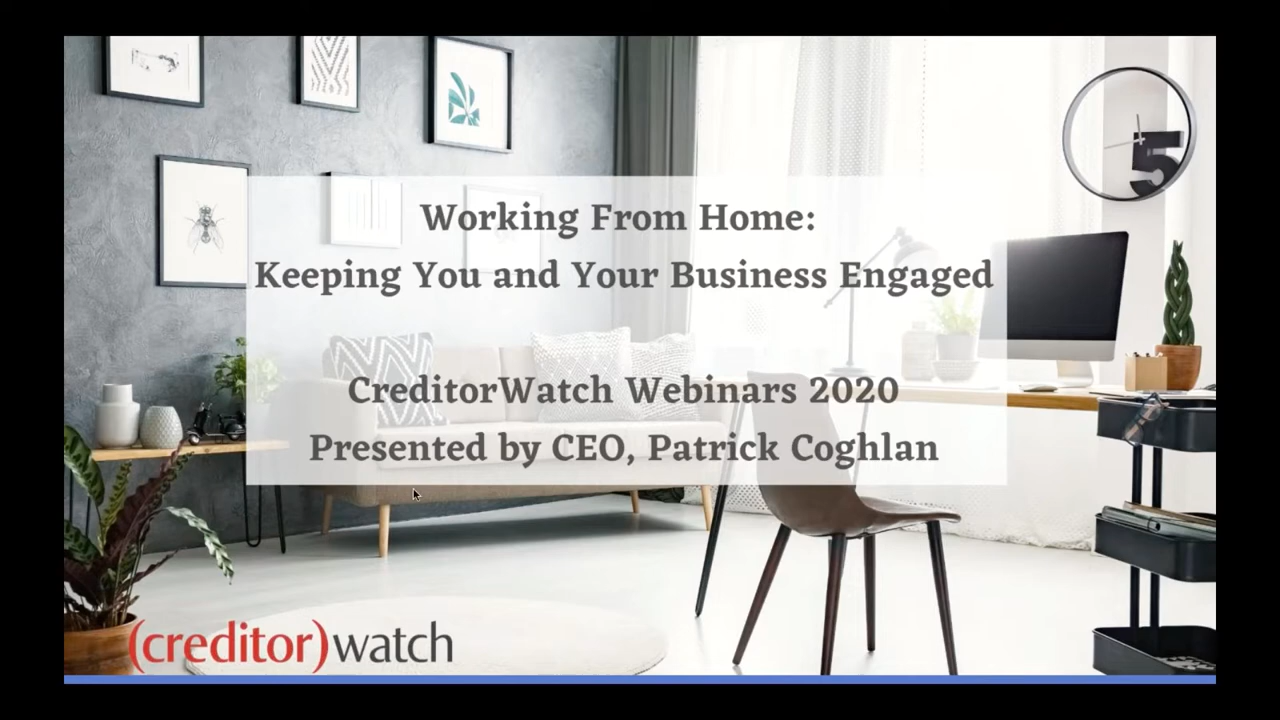 5
Working From Home:
Keeping You and Your Business Engaged
CreditorWatch Webinars 2020
Presented by CEO, Patrick Coghlan
(creditor)watch